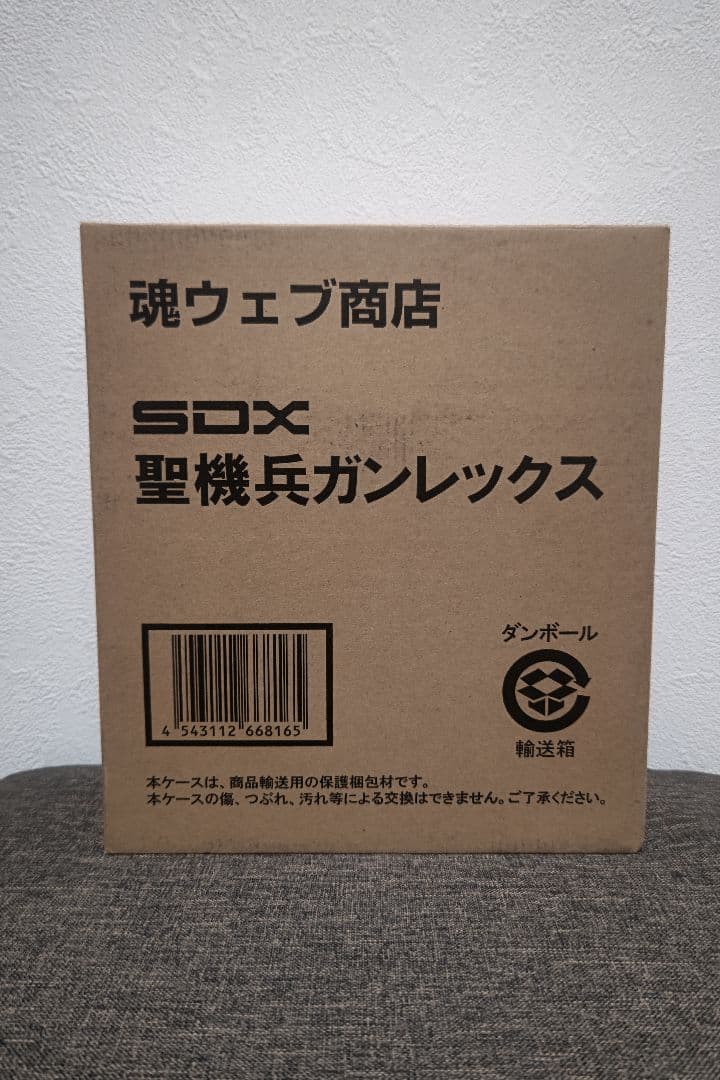 魂ウェブ商店
SDX
聖機兵ガンレックス
4 543112 668165
ダンボール
輸送箱
本ケースは、商品輸送用の保護梱包材です。
本ケースの傷、つぶれ、汚れ等による交換はできません。ご了承ください。